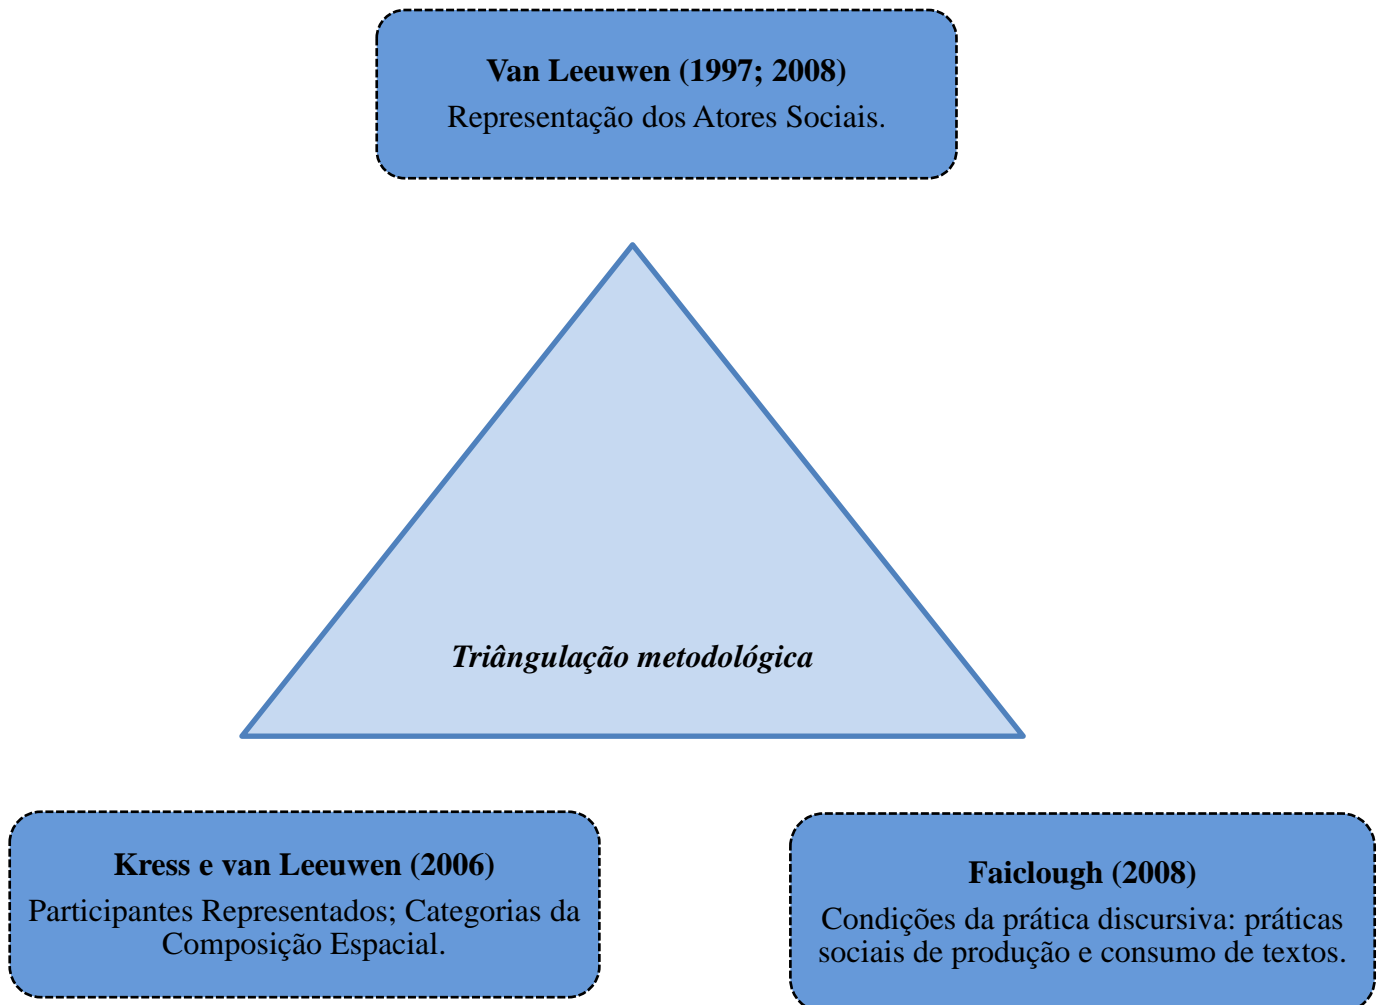 Van Leeuwen (1997; 2008)
Representação dos Atores Sociais.
Triângulação metodológica
Kress e van Leeuwen (2006)
Participantes Representados; Categorias da
Composição Espacial.
Faiclough (2008)
Condições da prática discursiva: práticas
sociais de produção e consumo de textos.